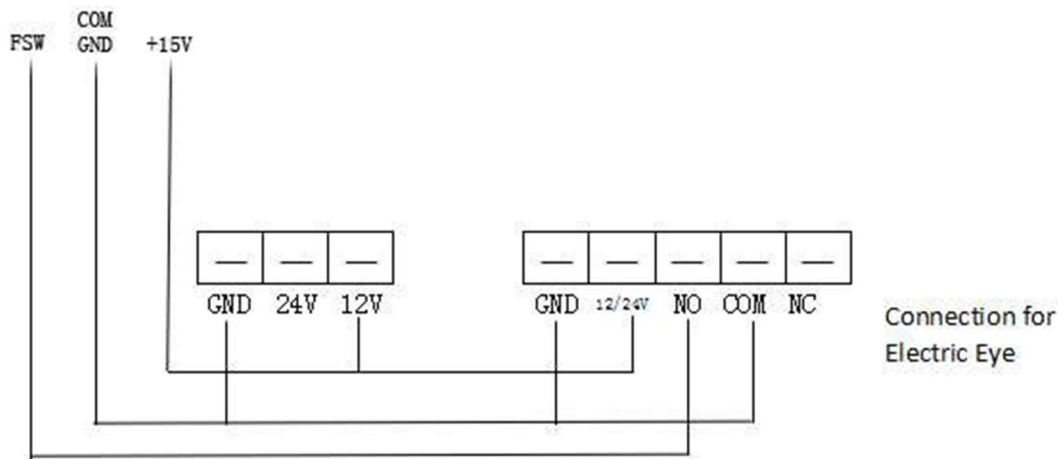 COM
FSW GND +15V
GND 24V 12V GND 12/24V NO COM NC
Connection for
Electric Eye